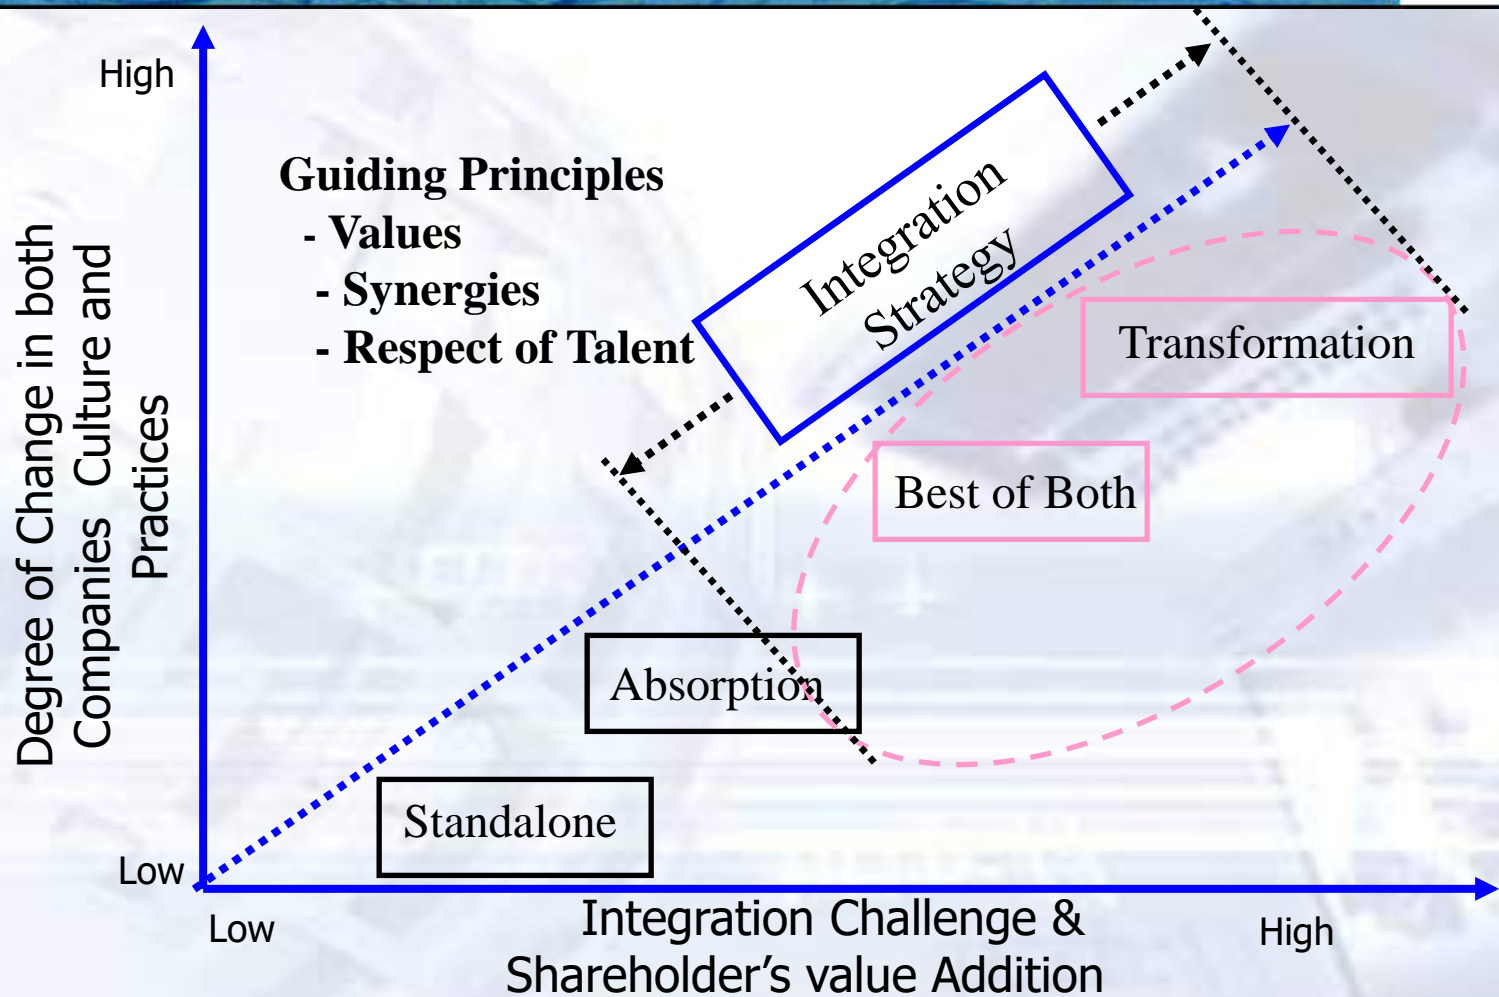 High
Guiding Principles
- Values
- Synergies
- Respect of Talent
Integration
Strategy
Transformation
Best of Both
Absorption
Standalone
Degree of Change in both
Companies Culture and
Practices
Low
Low
Integration Challenge &
Shareholder’s value Addition
High